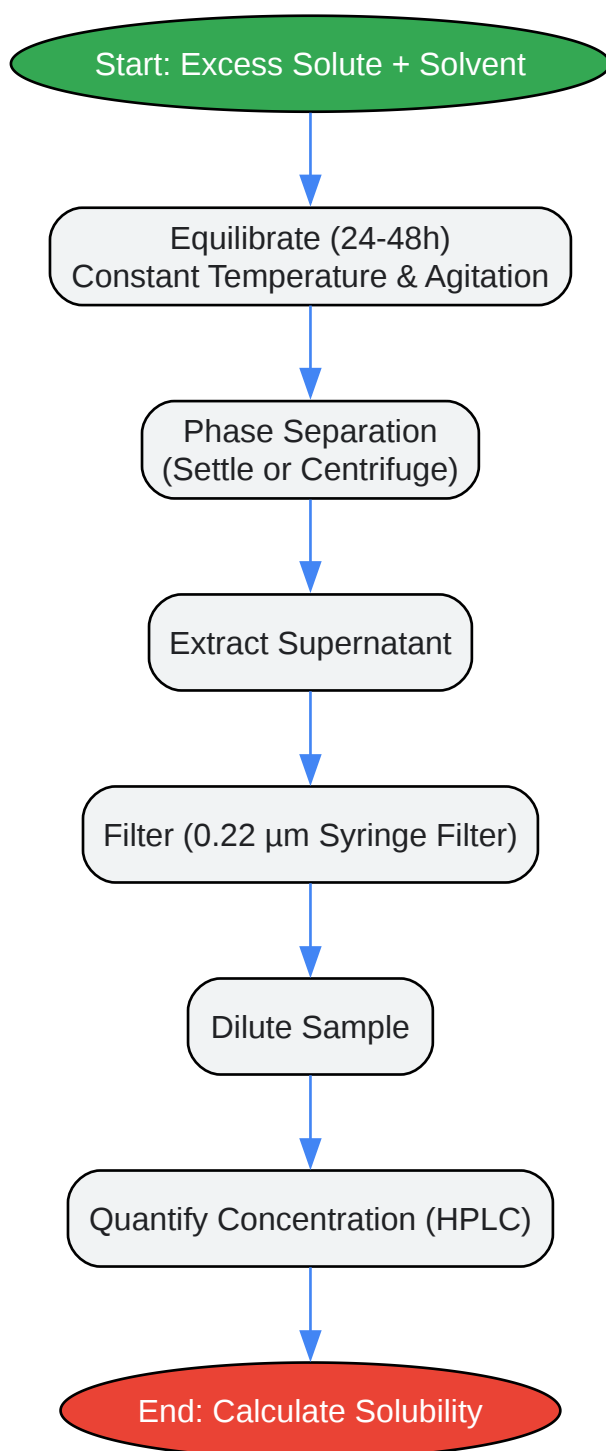 Start: Excess Solute + Solvent
Equilibrate (24-48h)
Constant Temperature & Agitation
Phase Separation
(Settle or Centrifuge)
Extract Supernatant
Filter (0.22 µm Syringe Filter)
Dilute Sample
Quantify Concentration (HPLC)
End: Calculate Solubility